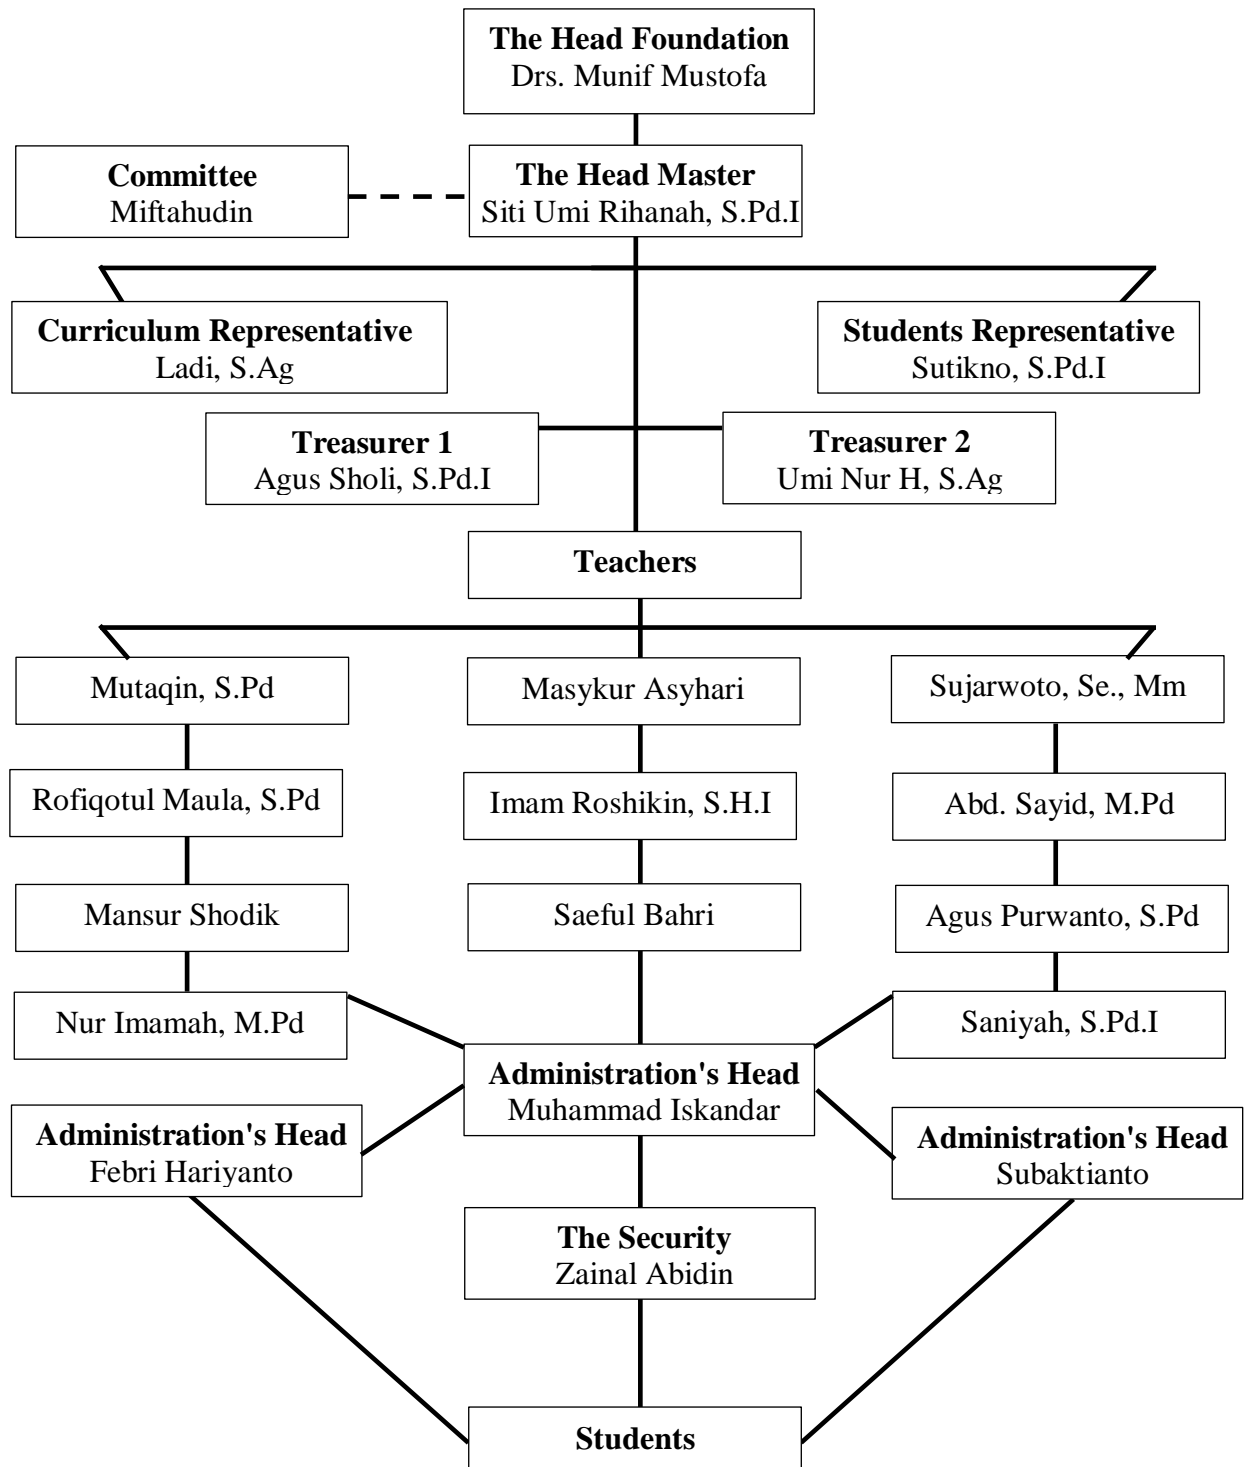 The Head Foundation
Drs. Munif Mustofa
Committee
Miftahudin
The Head Master
Siti Umi Rihanah, S.Pd.I
Curriculum Representative
Ladi, S.Ag
Students Representative
Sutikno, S.Pd.I
Treasurer 1
Agus Sholi, S.Pd.I
Treasurer 2
Umi Nur H, S.Ag
Teachers
Mutaqin, S.Pd
Masykur Asyhari
Sujarwoto, Se., Mm
Rofiqotul Maula, S.Pd
Imam Roshikin, S.H.I
Abd. Sayid, M.Pd
Mansur Shodik
Saeful Bahri
Agus Purwanto, S.Pd
Nur Imamah, M.Pd
Saniyah, S.Pd.I
Administration's Head
Muhammad Iskandar
Administration's Head
Febri Hariyanto
Administration's Head
Subaktianto
The Security
Zainal Abidin
Students